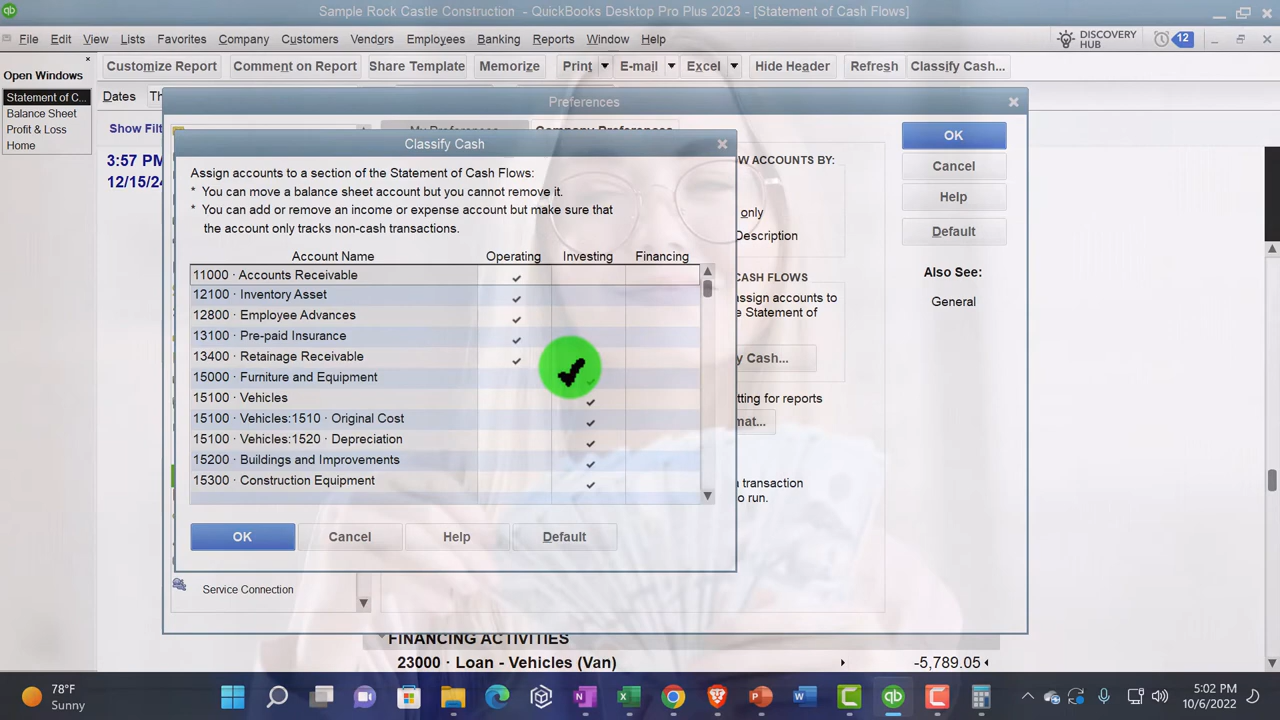 Sample Rock Castle Construction - QuickBooks Desktop Pro Plus 2023 - [Statement of Cash Flows]
File Edit View Lists Favorites Company Customers Vendors Employees Banking Reports Window Help
DISCOVERY
HUB
12
Open Windows
Customize Report Comment on Report Share Template Memorize Print E-mail Excel Hide Header Refresh Classify Cash...
Statement of C...
Balance Sheet
Profit & Loss
Home
Dates Th
Show Filt
3:57 PM
12/15/24
Preferences
My Preferences Company Preferences
OK
Cancel
Help
Default
Also See:
General
W ACCOUNTS BY:
only
Description
CASH FLOWS
assign accounts to
e Statement of
y Cash...
tting for reports
mat...
a transaction
o run.
Classify Cash
Assign accounts to a section of the Statement of Cash Flows:
* You can move a balance sheet account but you cannot remove it.
* You can add or remove an income or expense account but make sure that
the account only tracks non-cash transactions.
Account Name Operating Investing Financing
11000 · Accounts Receivable
12100 · Inventory Asset
12800 · Employee Advances
13100 · Pre-paid Insurance
13400 · Retainage Receivable
15000 · Furniture and Equipment
15100 · Vehicles
15100 · Vehicles:1510 · Original Cost
15100 · Vehicles:1520 · Depreciation
15200 · Buildings and Improvements
15300 · Construction Equipment
OK Cancel Help Default
Service Connection
FINANCING ACTIVITIES
23000 · Loan - Vehicles (Van) -5,789.05
78°F
Sunny
5:02 PM
10/6/2022